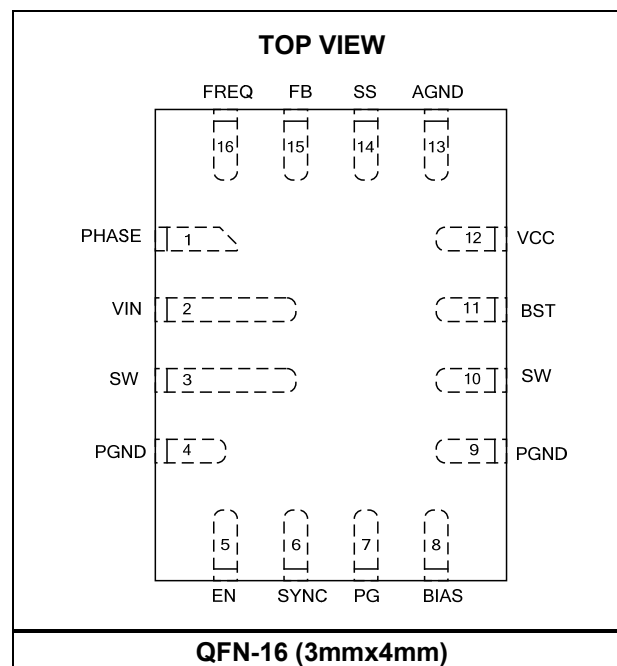 TOP VIEW
FREQ FB SS AGND
16 15 14 13
PHASE 1 12 VCC
VIN 2 11 BST
SW 3 10 SW
PGND 4 9 PGND
5 6 7 8
EN SYNC PG BIAS
QFN-16 (3mmx4mm)